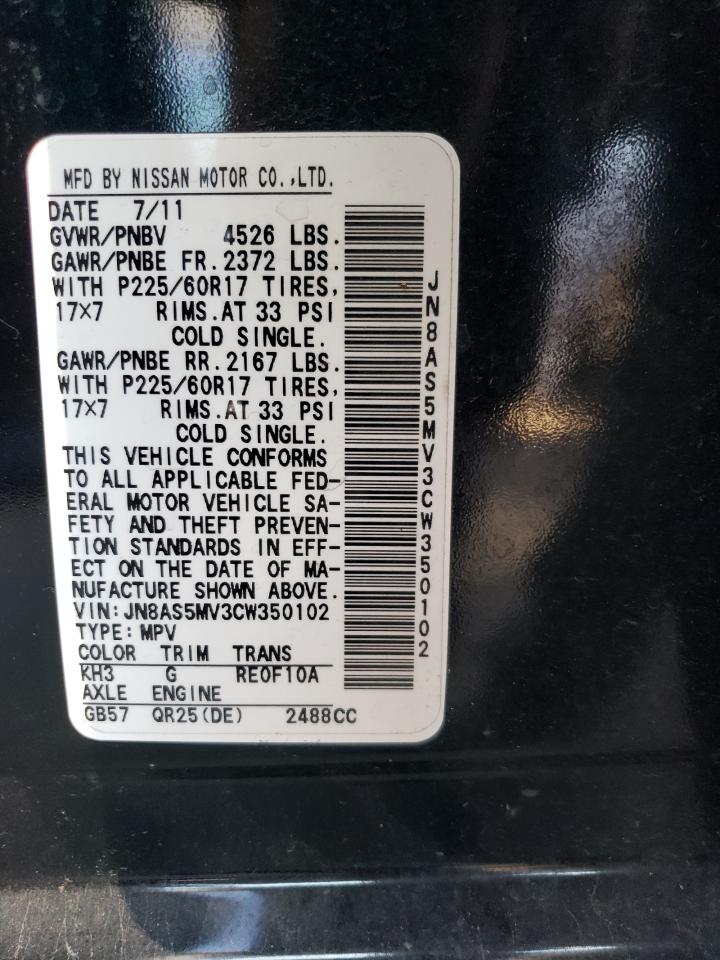 MFD BY NISSAN MOTOR CO.,LTD.
DATE 7/11
GVWR/PNBV 4526 LBS.
GAWR/PNBE FR.2372 LBS.
WITH P225/60R17 TIRES,
17×7 RIMS.AT 33 PSI
COLD SINGLE.
GAWR/PNBE RR.2167 LBS.
WITH P225/60R17 TIRES,
17×7 RIMS.AT 33 PSI
COLD SINGLE.
THIS VEHICLE CONFORMS
TO ALL APPLICABLE FED-
ERAL MOTOR VEHICLE SA-
FETY AND THEFT PREVEN-
TION STANDARDS IN EFF-
ECT ON THE DATE OF MA-
NUFACTURE SHOWN ABOVE.
VIN:JN8AS5MV3CW350102
TYPE:MPV
COLOR TRIM TRANS
KH3 G RE0F10A
AXLE ENGINE
GB57 QR25(DE) 2488CC
JN8AS5MV3CW350102